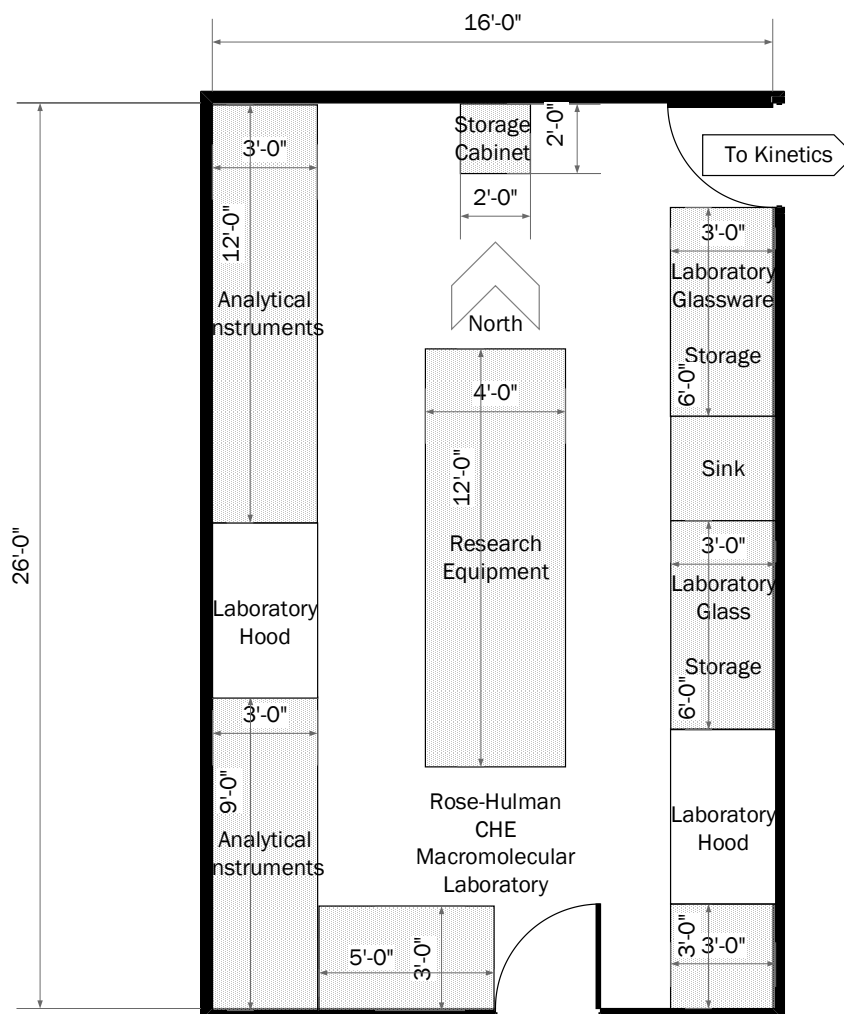 16'-0"
26'-0"
3'-0"
12'-0"
Analytical
Instruments
Storage
Cabinet
2'-0"
2'-0"
To Kinetics
3'-0"
Laboratory
Glassware
Storage
6'-0"
North
4'-0"
12'-0"
Research
Equipment
Sink
3'-0"
Laboratory
Glass
Storage
6'-0"
Laboratory
Hood
3'-0"
9'-0"
Analytical
Instruments
Rose-Hulman
CHE
Macromolecular
Laboratory
Laboratory
Hood
5'-0"
3'-0"
3'-0"
3'-0"